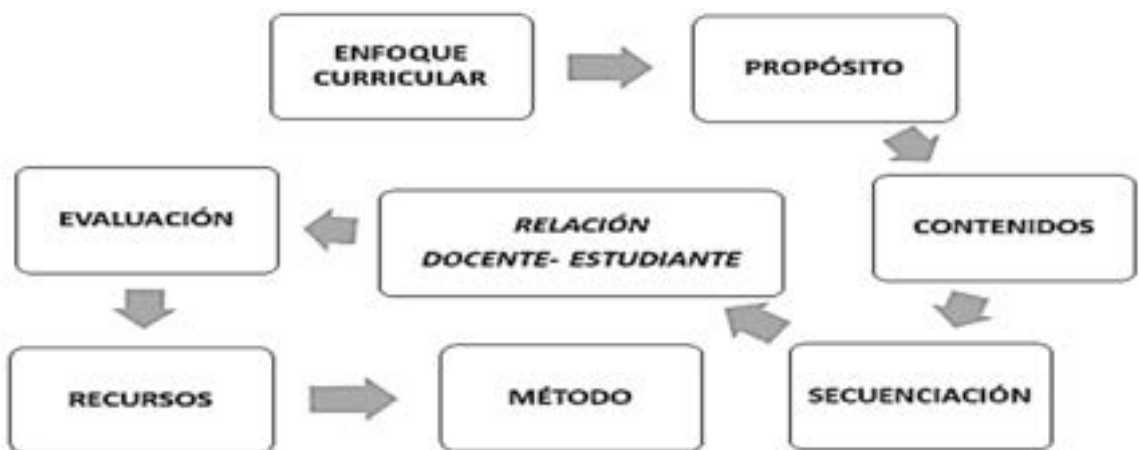 ENFOQUE
CURRICULAR
PROPÓSITO
CONTENIDOS
SECUENCIACIÓN
RELACIÓN
DOCENTE- ESTUDIANTE
EVALUACIÓN
RECURSOS
MÉTODO